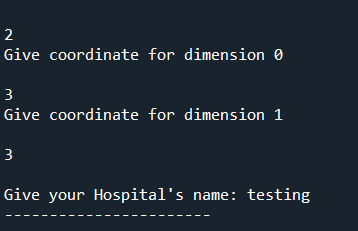 2
Give coordinate for dimension 0
3
Give coordinate for dimension 1
3
Give your Hospital's name: testing
-----------------------